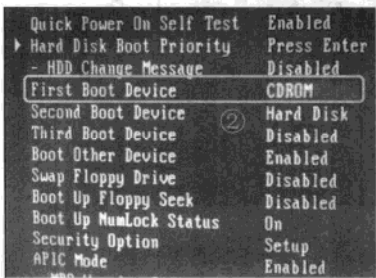 Quick Power On Self Test Enabled
Hard Disk Boot Priority Press Enter
- HDD Change Message Disabled
First Boot Device CDROM
Second Boot Device Hard Disk
②
Third Boot Device Disabled
Boot Other Device Enabled
Swap Floppy Drive Disabled
Boot Up Floppy Seek Disabled
Boot Up NumLock Status On
Security Option Setup
APIC Mode Enabled